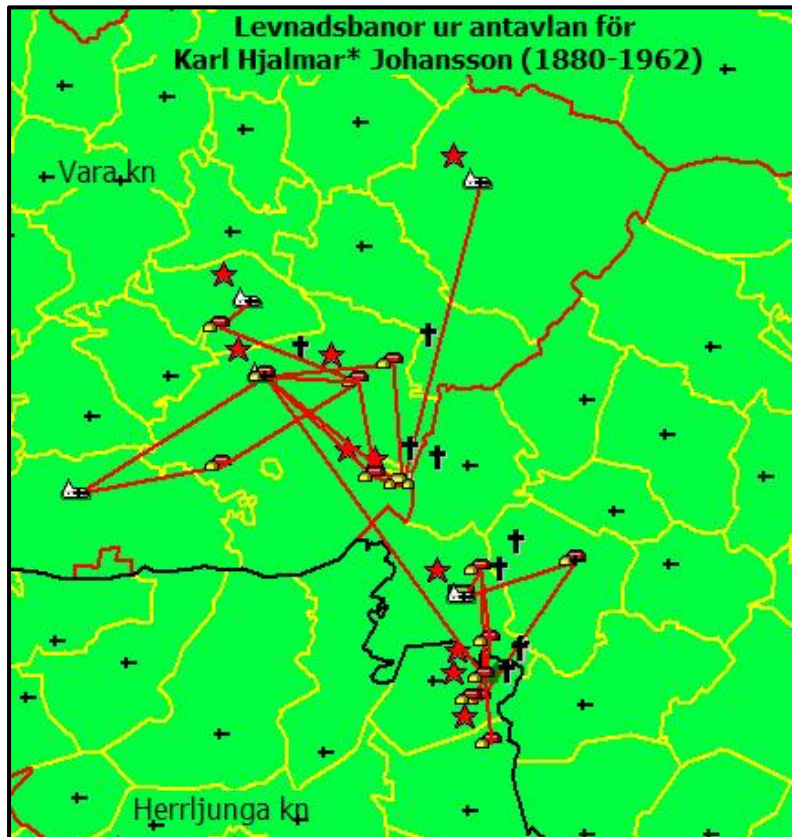 Levnadsbanor ur antavlan för
Karl Hjalmar* Johansson (1880-1962)
Vara kn
Herrljunga kn